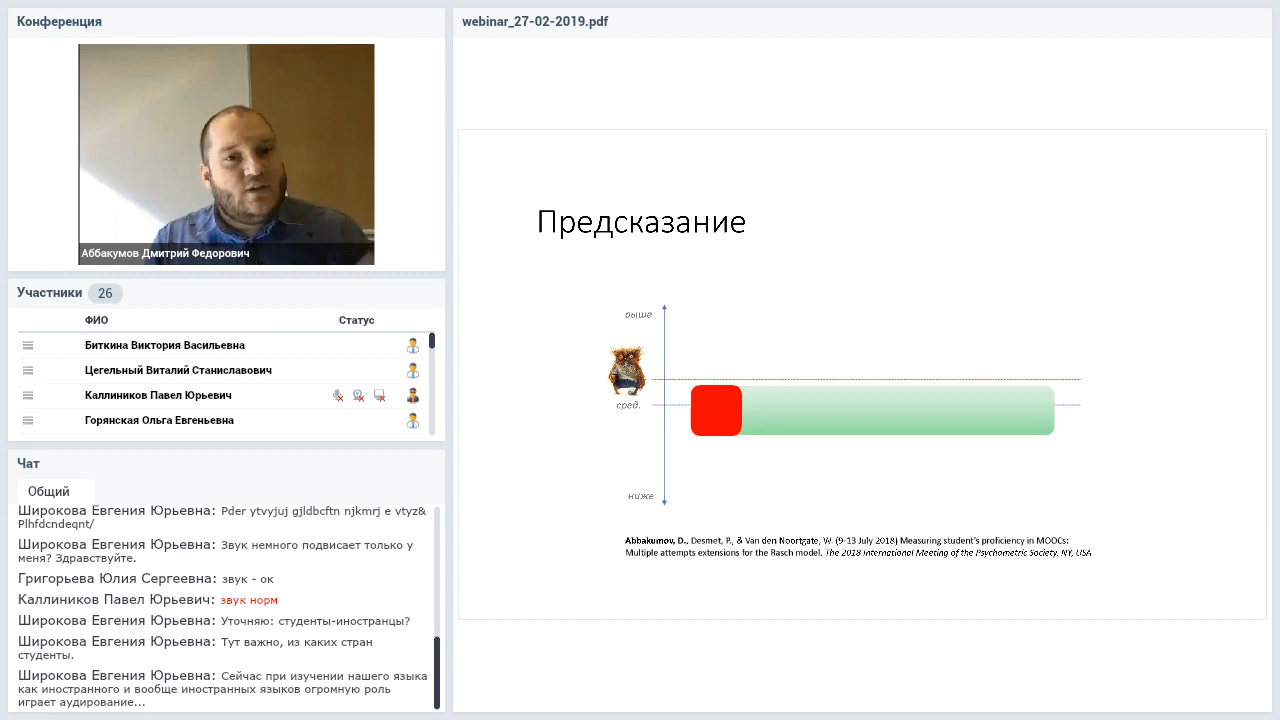 Конференция
Аббакумов Дмитрий Федорович
Участники 26
ФИО Статус
Биткина Виктория Васильевна
Цегельный Виталий Станиславович
Каллиников Павел Юрьевич
Горянская Ольга Евгеньевна
Чат
Общий
Широкова Евгения Юрьевна: Pder ytvyjuj gjldbcftn njkmrj e vtyz&
Plhfdcndeqnt/
Широкова Евгения Юрьевна: Звук немного подвисает только у
меня? Здравствуйте.
Григорьева Юлия Сергеевна: звук - ок
Каллиников Павел Юрьевич: звук норм
Широкова Евгения Юрьевна: Уточняю: студенты-иностранцы?
Широкова Евгения Юрьевна: Тут важно, из каких стран
студенты.
Широкова Евгения Юрьевна: Сейчас при изучении нашего языка
как иностранного и вообще иностранных языков огромную роль
играет аудирование...
webinar_27-02-2019.pdf
Предсказание
выше
сред.
ниже
Abbakumov, D., Desmet, P., & Van den Noortgate, W. (9-13 July 2018) Measuring student's proficiency in MOOCs:
Multiple attempts extensions for the Rasch model. The 2018 International Meeting of the Psychometric Society. NY, USA